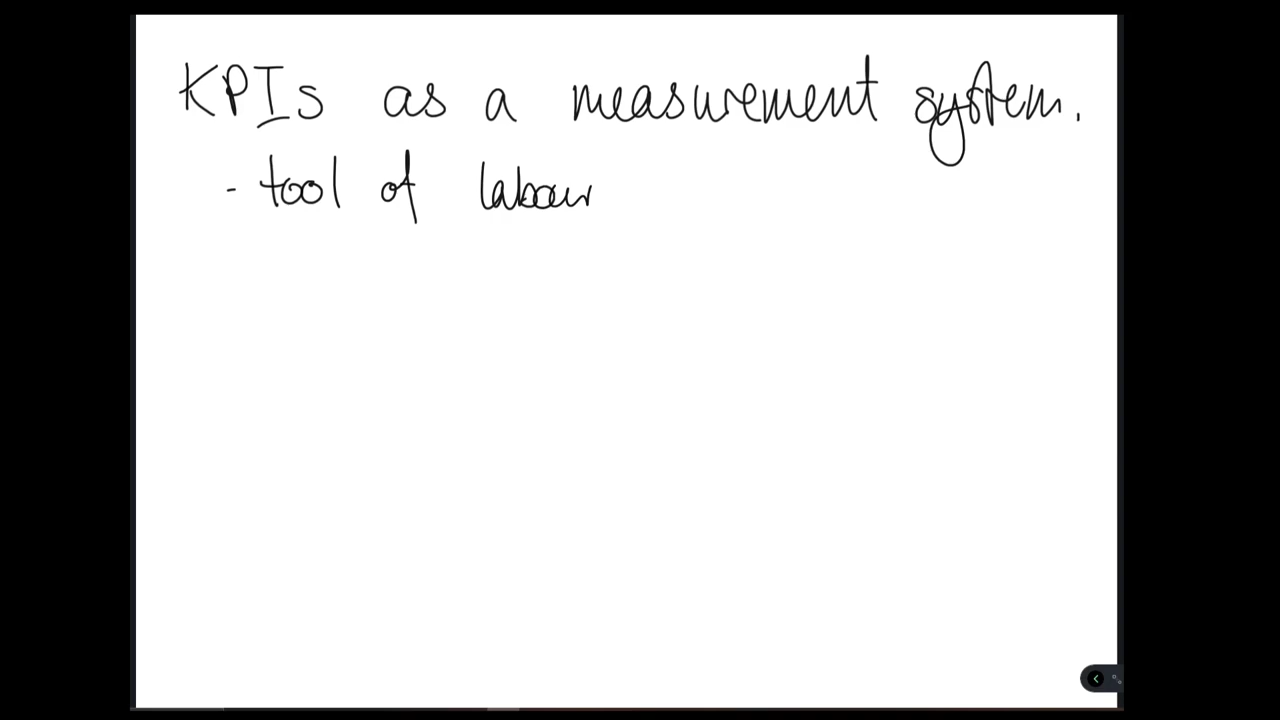 KPIs as a measurement system.
- tool of labour